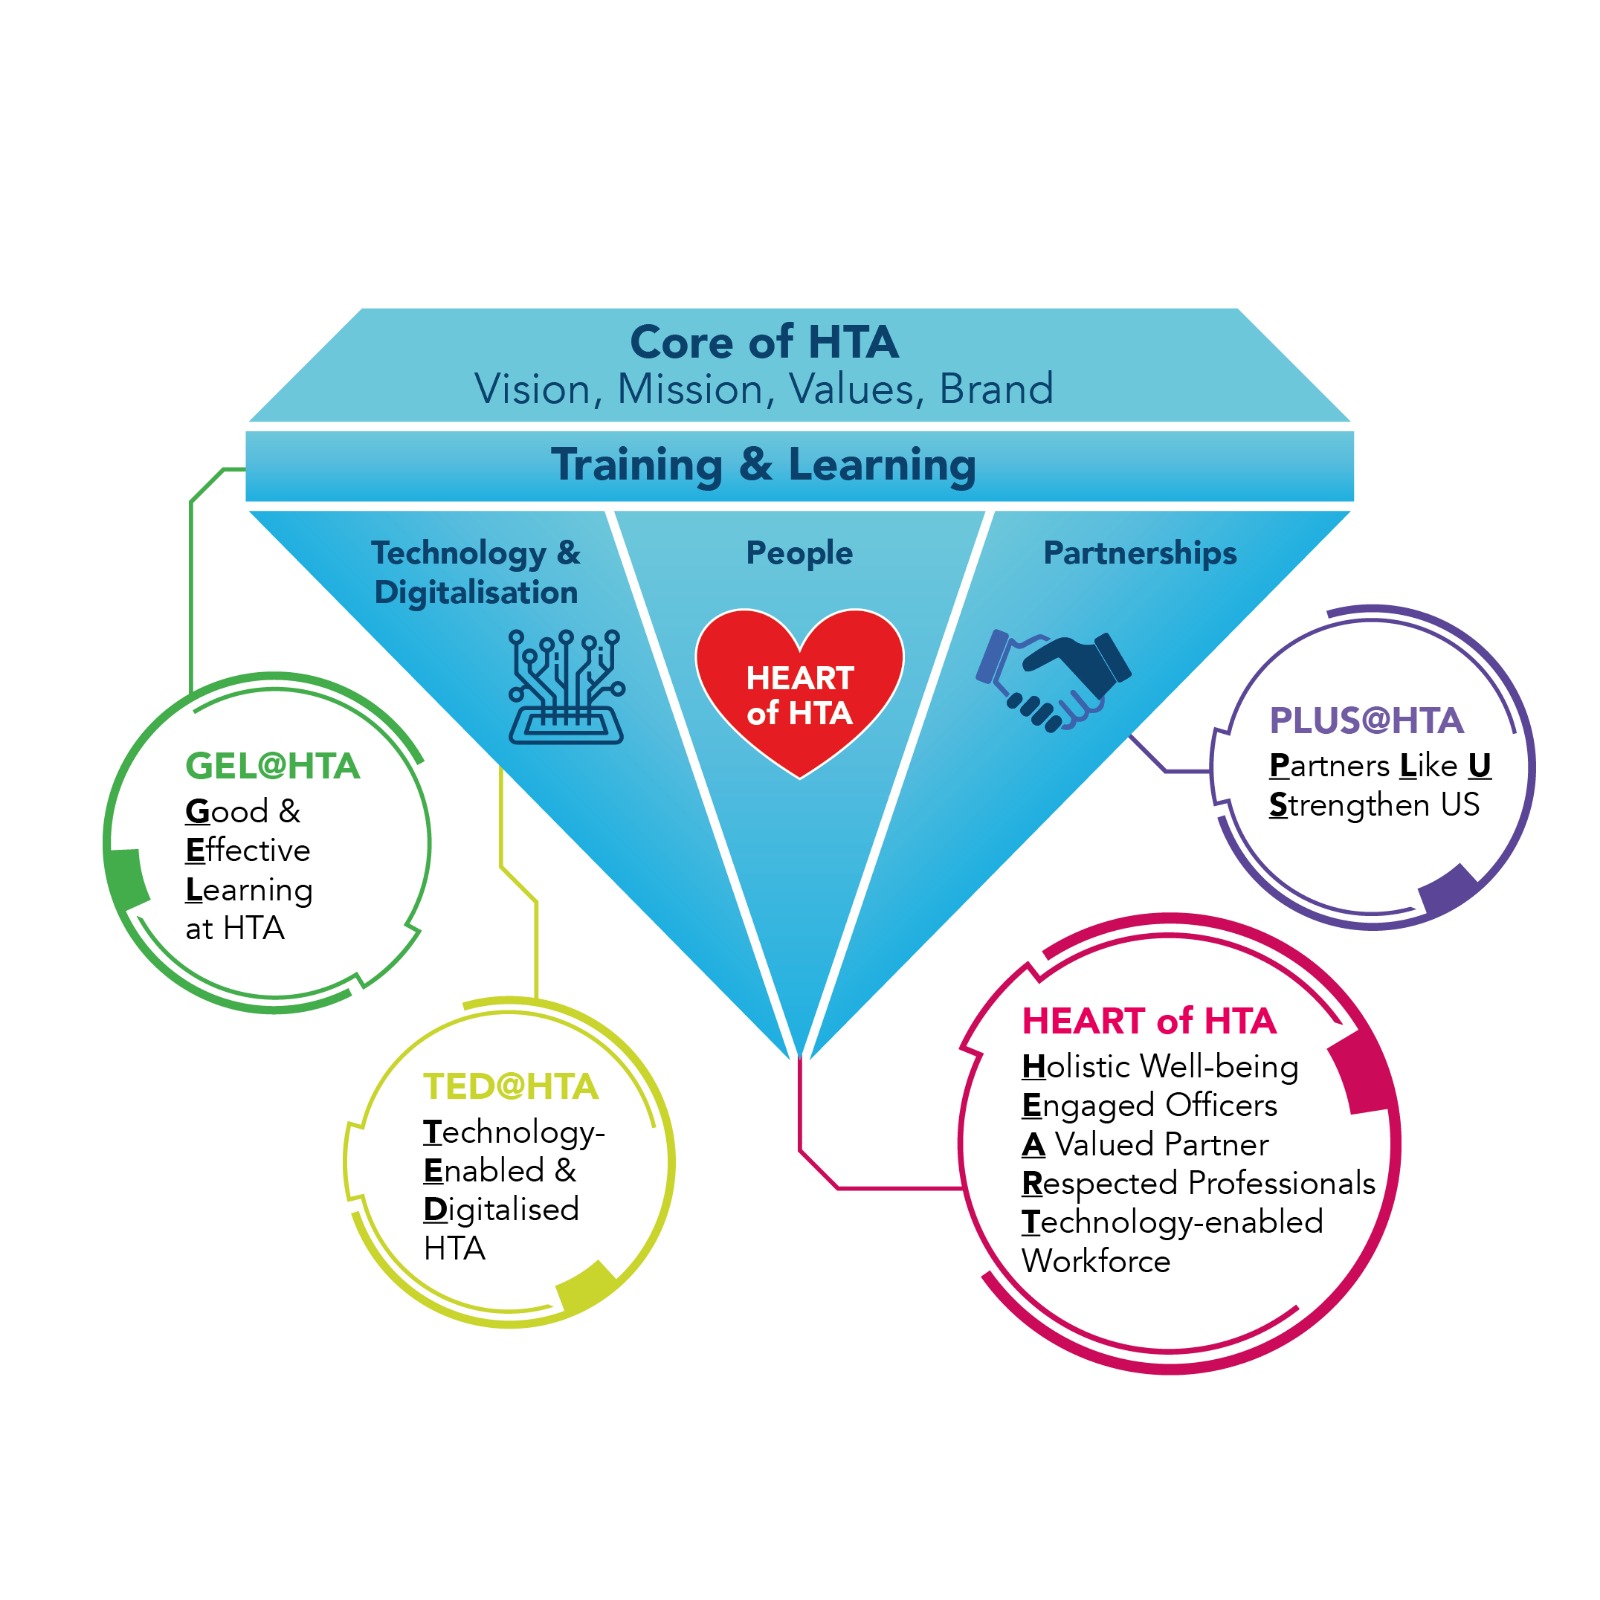 Core of HTA
Vision, Mission, Values, Brand
Training & Learning
Technology &
Digitalisation
People
HEART
of HTA
Partnerships
GEL@HTA
Good &
Effective
Learning
at HTA
TED@HTA
Technology-
Enabled &
Digitalised
HTA
HEART of HTA
Holistic Well-being
Engaged Officers
A Valued Partner
Respected Professionals
Technology-enabled
Workforce
PLUS@HTA
Partners Like U
Strengthen US